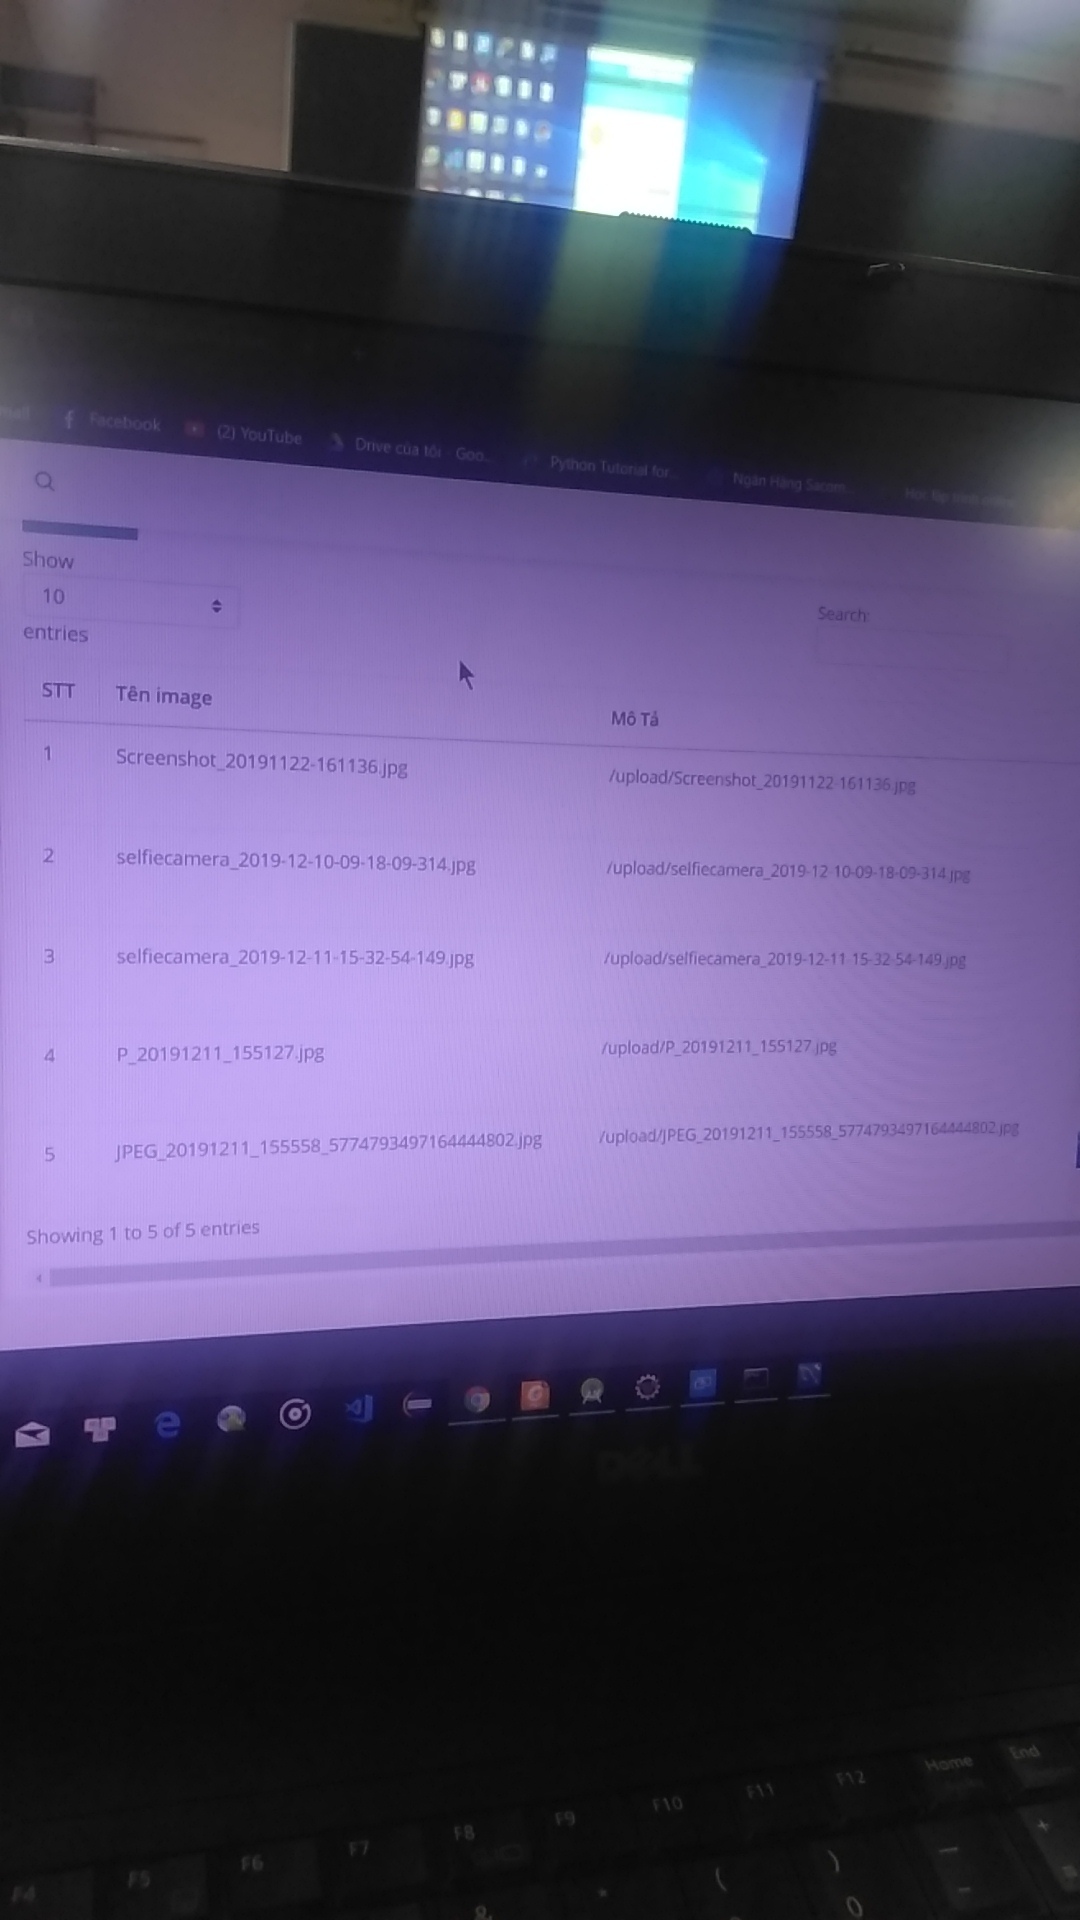 Facebook
(2) YouTube
Drive của tôi - Goo...
Python Tutorial for...
Ngân Hàng Sacom...
Show
10
entries
Search:
STT Tên image Mô Tả
1 Screenshot_20191122-161136.jpg /upload/Screenshot_20191122-161136.jpg
2 selfiecamera_2019-12-10-09-18-09-314.jpg /upload/selfiecamera_2019-12-10-09-18-09-314.jpg
3 selfiecamera_2019-12-11-15-32-54-149.jpg /upload/selfiecamera_2019-12-11-15-32-54-149.jpg
4 P_20191211_155127.jpg /upload/P_20191211_155127.jpg
5 JPEG_20191211_155558_5774793497164444802.jpg /upload/JPEG_20191211_155558_5774793497164444802.jpg
Showing 1 to 5 of 5 entries
DELL
F4 F5 F6 F7 F8 F9 F10 F11 F12 Home End
& * ( ) 0 — - + =